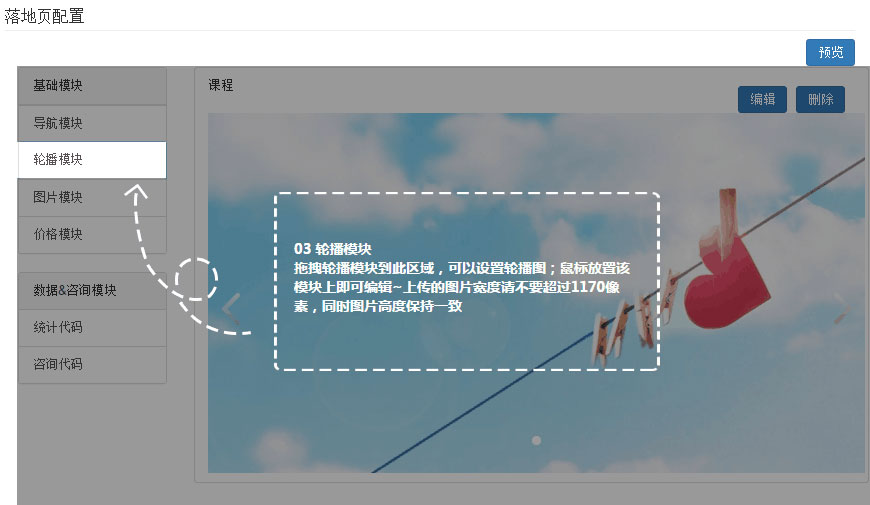 落地页配置
预览
基础模块
导航模块
轮播模块
图片模块
价格模块
数据&咨询模块
统计代码
咨询代码
课程
编辑
删除
03 轮播模块
拖拽轮播模块到此区域，可以设置轮播图；鼠标放置该
模块上即可编辑~上传的图片宽度请不要超过1170像
素，同时图片高度保持一致